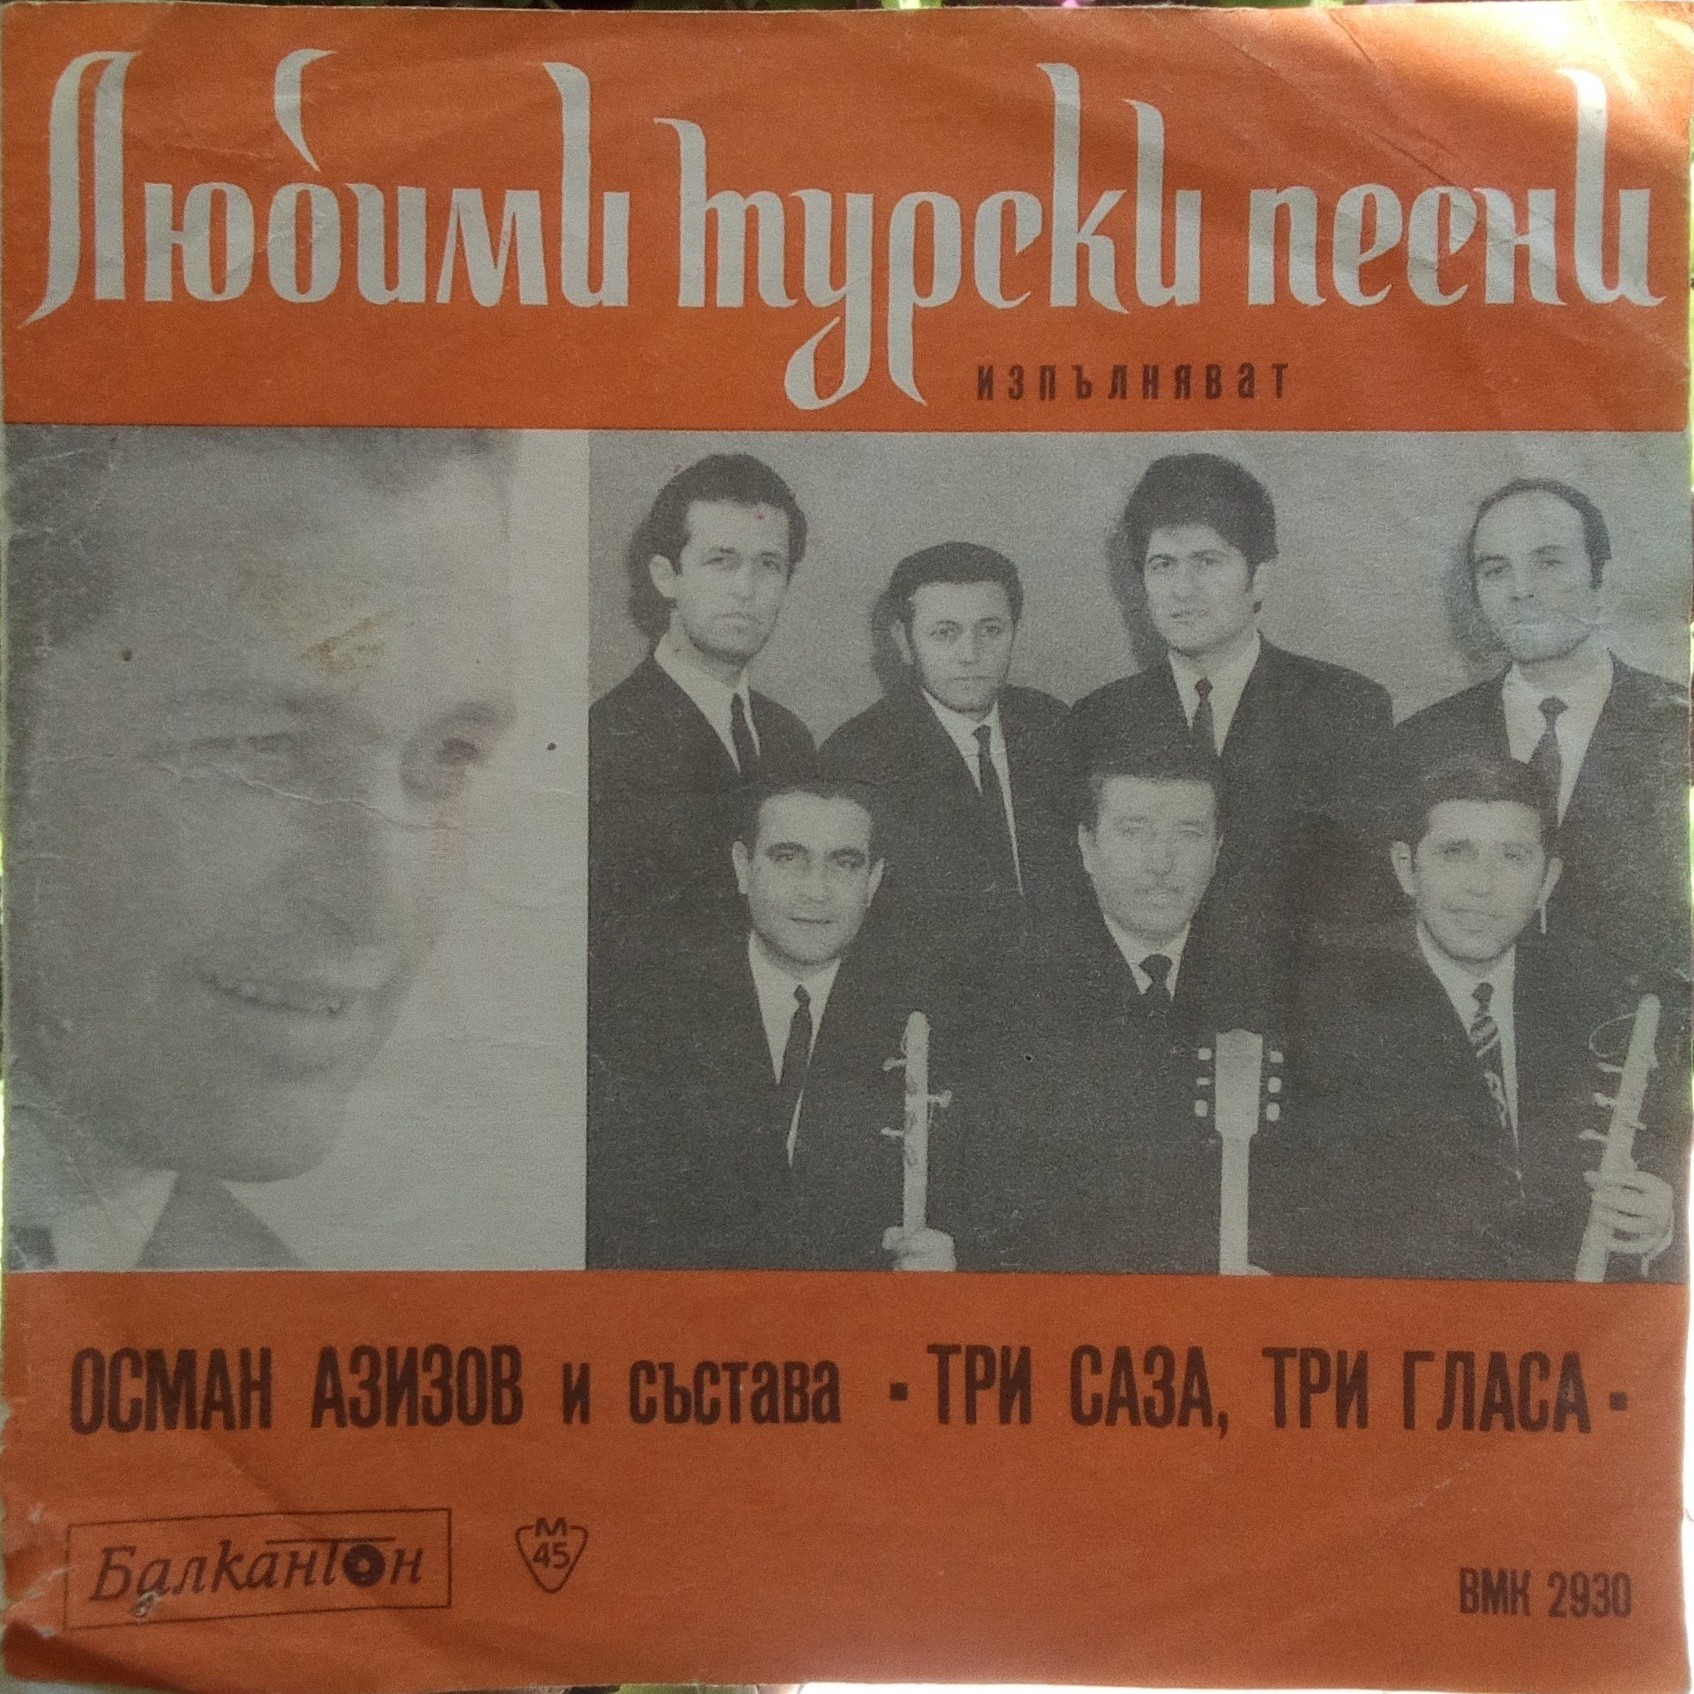 Любими турски песни
ИЗПЪЛНЯВАТ
ОСМАН АЗИЗОВ и състава - ТРИ САЗА, ТРИ ГЛАСА -
Балкантон
М
45
ВМК 2930